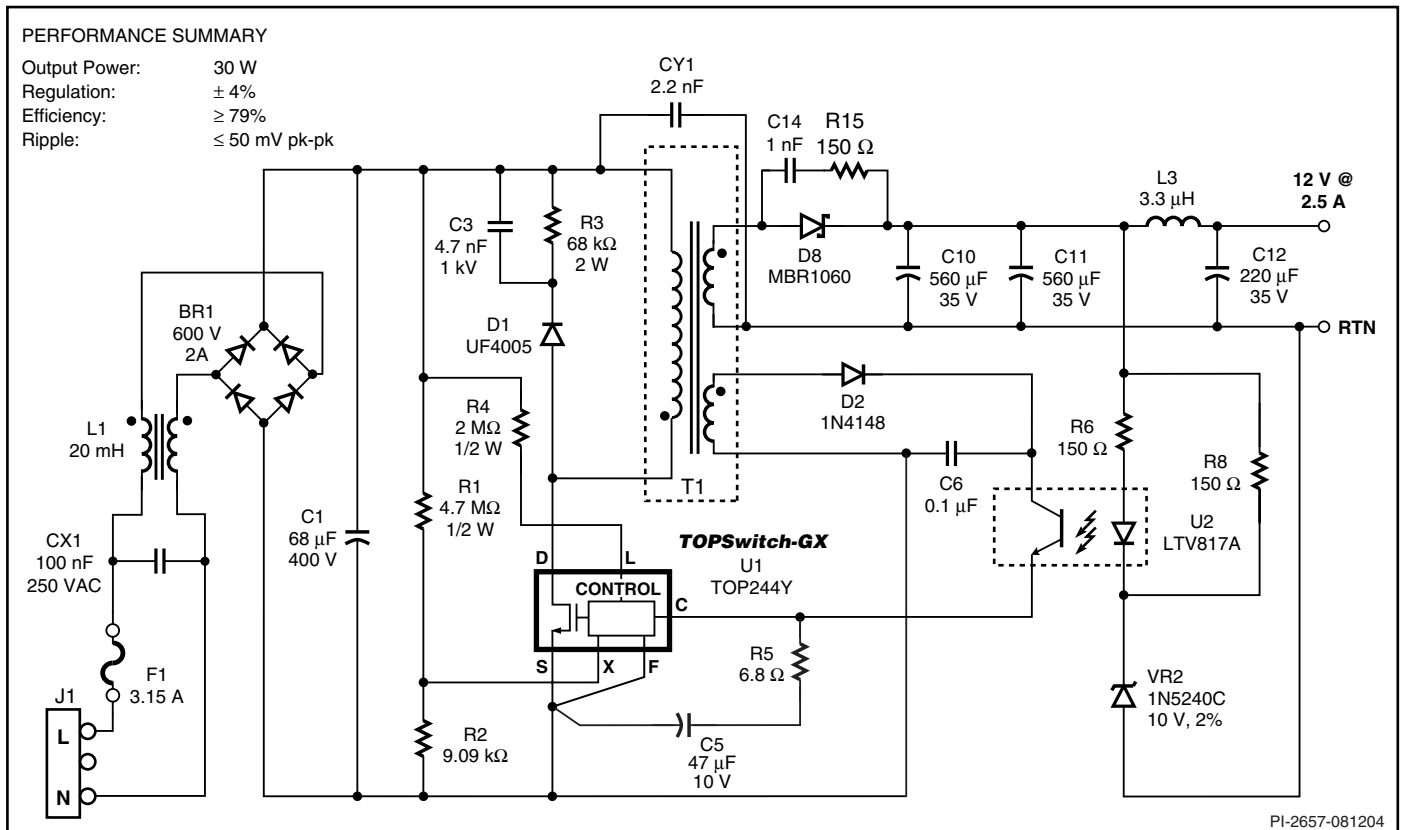 PERFORMANCE SUMMARY
Output Power: 30 W
Regulation: ± 4%
Efficiency: ≥ 79%
Ripple: ≤ 50 mV pk-pk
CY1
2.2 nF
C14
1 nF
R15
150 Ω
L3
3.3 µH
12 V @
2.5 A
C3
4.7 nF
1 kV
R3
68 kΩ
2 W
D8
MBR1060
C10
560 µF
35 V
C11
560 µF
35 V
C12
220 µF
35 V
BR1
600 V
2A
D1
UF4005
RTN
D2
1N4148
L1
20 mH
R4
2 MΩ
1/2 W
R6
150 Ω
R8
150 Ω
T1
C6
0.1 µF
R1
4.7 MΩ
1/2 W
C1
68 µF
400 V
CX1
100 nF
250 VAC
U2
LTV817A
TOPSwitch-GX
U1
TOP244Y
D
L
CONTROL
C
S
X
F
R5
6.8 Ω
F1
3.15 A
J1
L
N
VR2
1N5240C
10 V, 2%
R2
9.09 kΩ
C5
47 µF
10 V
PI-2657-081204